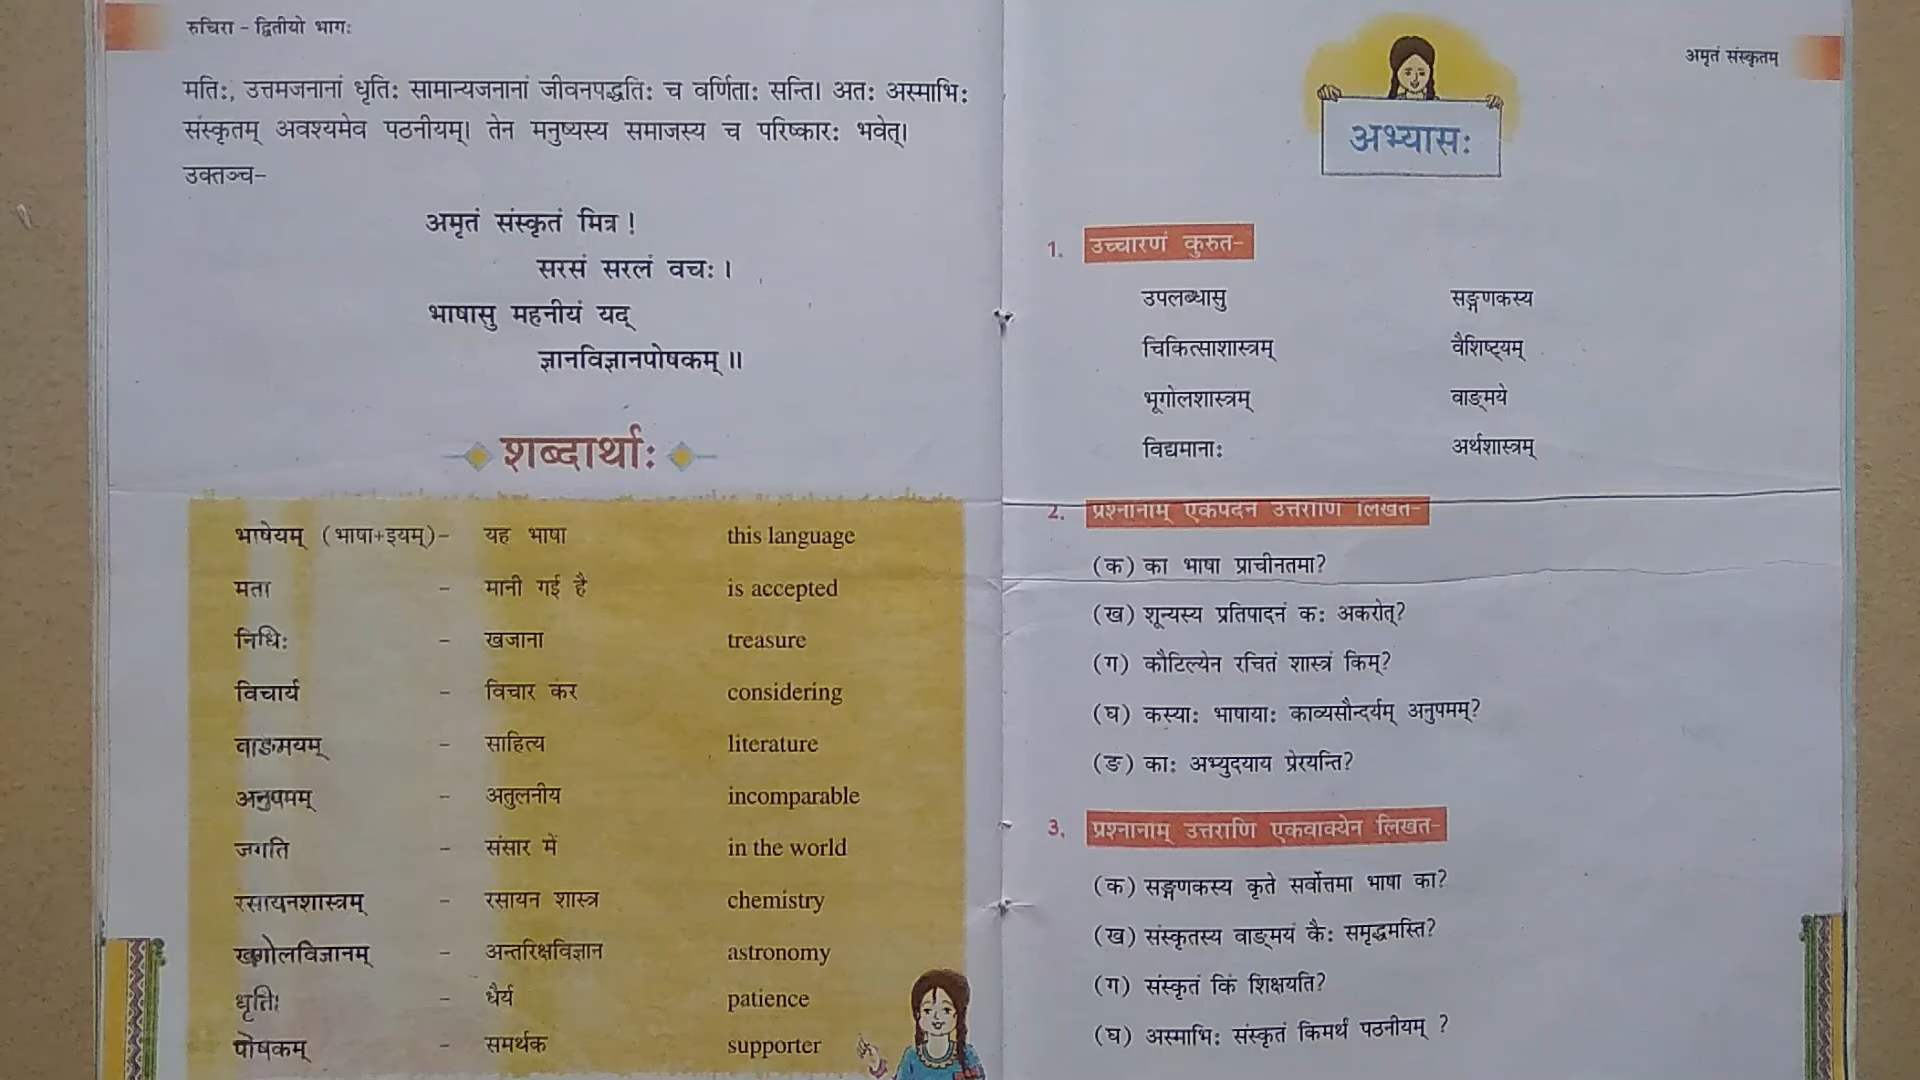 रुचिरा - द्वितीयो भागः
मतिः, उत्तमजनानां धृतिः सामान्यजनानां जीवनपद्धतिः च वर्णिताः सन्ति। अतः अस्माभिः
संस्कृतम् अवश्यमेव पठनीयम्। तेन मनुष्यस्य समाजस्य च परिष्कारः भवेत्।
उक्तञ्च-
अमृतं संस्कृतं मित्र !
सरसं सरलं वचः ।
भाषासु महनीयं यद्
ज्ञानविज्ञानपोषकम् ॥
शब्दार्थाः
भाषेयम् (भाषा+इयम्)- यह भाषा this language
मता - मानी गई है is accepted
निधिः - खजाना treasure
विचार्य - विचार कर considering
वाङ्मयम् - साहित्य literature
अनुपमम् - अतुलनीय incomparable
जगति - संसार में in the world
रसायनशास्त्रम् - रसायन शास्त्र chemistry
खगोलविज्ञानम् - अन्तरिक्षविज्ञान astronomy
धृतिः - धैर्य patience
पोषकम् - समर्थक supporter
अमृतं संस्कृतम्
अभ्यासः
1. उच्चारणं कुरुत-
उपलब्धासु सङ्गणकस्य
चिकित्साशास्त्रम् वैशिष्ट्यम्
भूगोलशास्त्रम् वाङ्मये
विद्यमानाः अर्थशास्त्रम्
2. प्रश्नानाम् एकपदेन उत्तराणि लिखत-
(क) का भाषा प्राचीनतमा?
(ख) शून्यस्य प्रतिपादनं कः अकरोत्?
(ग) कौटिल्येन रचितं शास्त्रं किम्?
(घ) कस्याः भाषायाः काव्यसौन्दर्यम् अनुपमम्?
(ङ) काः अभ्युदयाय प्रेरयन्ति?
3. प्रश्नानाम् उत्तराणि एकवाक्येन लिखत-
(क) सङ्गणकस्य कृते सर्वोत्तमा भाषा का?
(ख) संस्कृतस्य वाङ्मयं कैः समृद्धमस्ति?
(ग) संस्कृतं किं शिक्षयति?
(घ) अस्माभिः संस्कृतं किमर्थं पठनीयम् ?